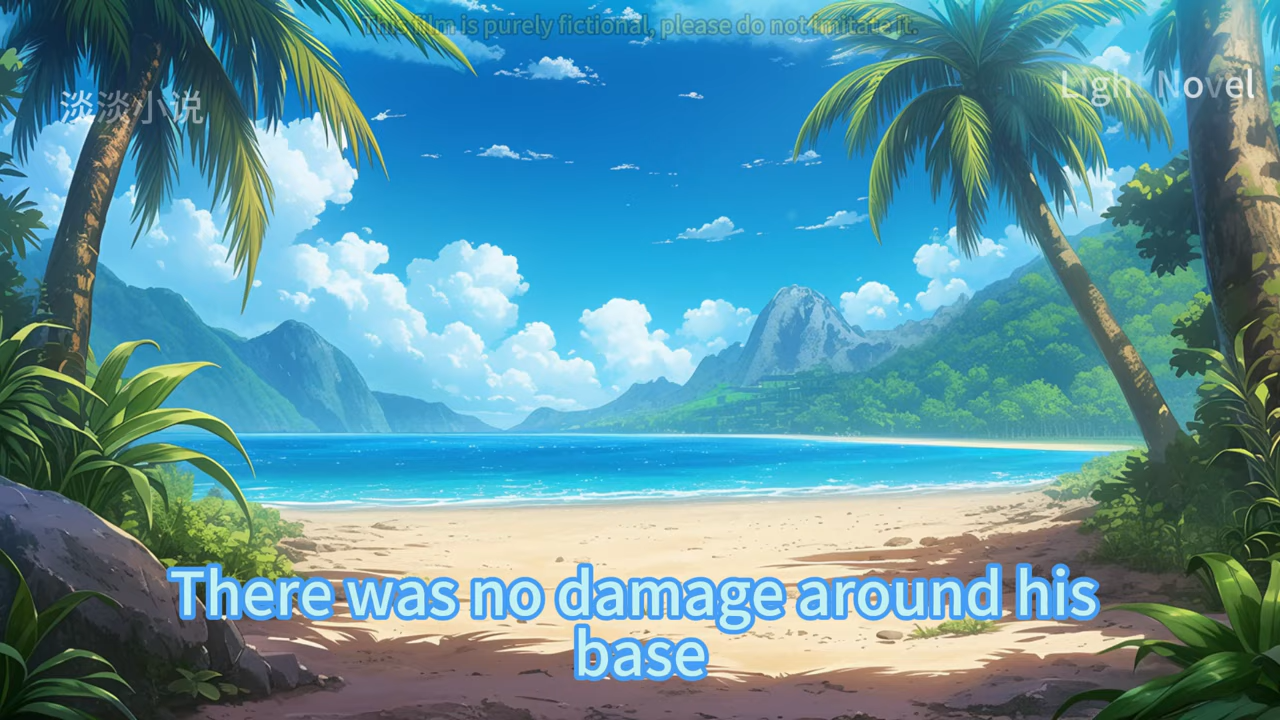 This film is purely fictional, please do not imitate it.
淡淡小说
Light Novel
There was no damage around his
base